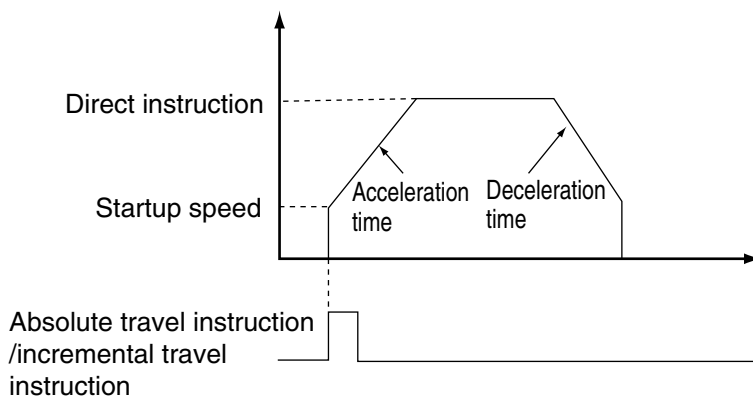 Direct instruction
Startup speed
Acceleration
time
Deceleration
time
Absolute travel instruction
/incremental travel
instruction